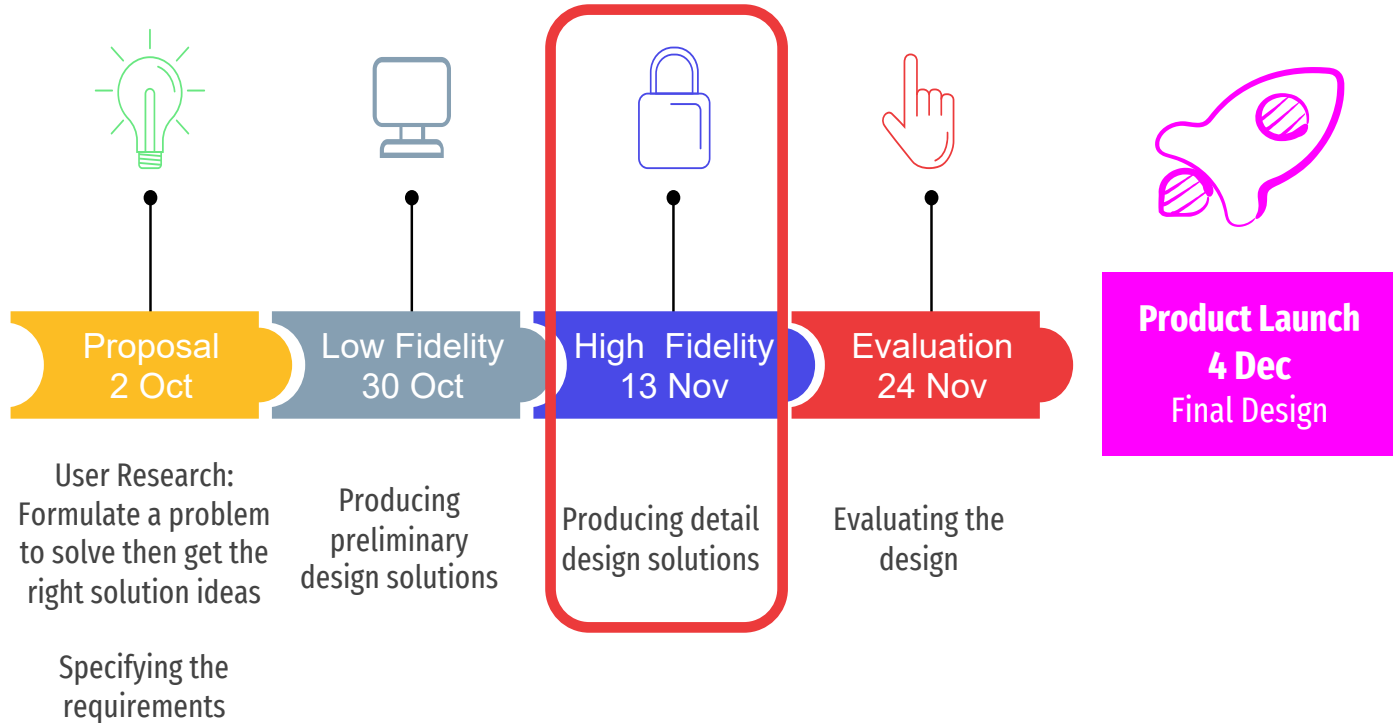 Proposal
2 Oct
Low Fidelity
30 Oct
High Fidelity
13 Nov
Evaluation
24 Nov
Product Launch
4 Dec
Final Design
User Research:
Formulate a problem
to solve then get the
right solution ideas
Specifying the
requirements
Producing
preliminary
design solutions
Producing detail
design solutions
Evaluating the
design